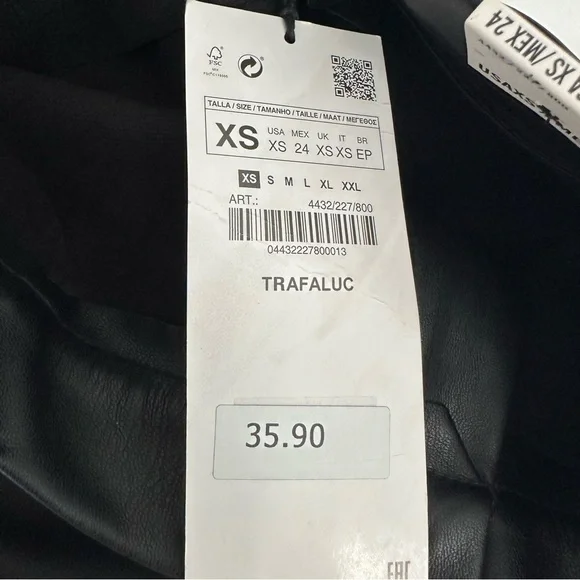 FSC
TALLA / SIZE / TAMANHO / TAILLE / MAAT / ΜΕΓΕΘΟΣ
XS
USA MEX UK IT BR
XS 24 XS XS EP
XS S M L XL XXL
ART.: 4432/227/800
04432227800013
TRAFALUC
35.90
EAC
XS / MEX 24
USA XS